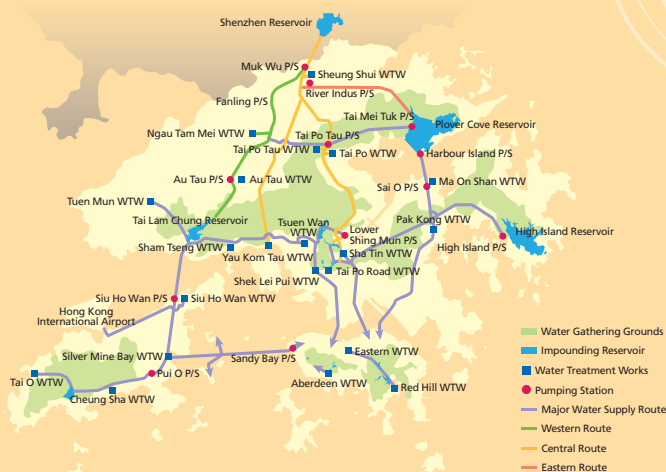 Shenzhen Reservoir
Muk Wu P/S
Sheung Shui WTW
River Indus P/S
Fanling P/S
Tai Mei Tuk P/S
Plover Cove Reservoir
Ngau Tam Mei WTW
Tai Po Tau P/S
Tai Po Tau WTW
Tai Po WTW
Harbour Island P/S
Au Tau P/S
Au Tau WTW
Sai O P/S
Ma On Shan WTW
Tuen Mun WTW
Tai Lam Chung Reservoir
Tsuen Wan
WTW
Lower
Shing Mun P/S
Pak Kong WTW
High Island Reservoir
Sham Tseng WTW
Yau Kom Tau WTW
Sha Tin WTW
High Island P/S
Shek Lei Pui WTW
Tai Po Road WTW
Siu Ho Wan P/S
Siu Ho Wan WTW
Hong Kong
International Airport
Silver Mine Bay WTW
Sandy Bay P/S
Eastern WTW
Tai O WTW
Pui O P/S
Cheung Sha WTW
Aberdeen WTW
Red Hill WTW
Water Gathering Grounds
Impounding Reservoir
Water Treatment Works
Pumping Station
Major Water Supply Route
Western Route
Central Route
Eastern Route